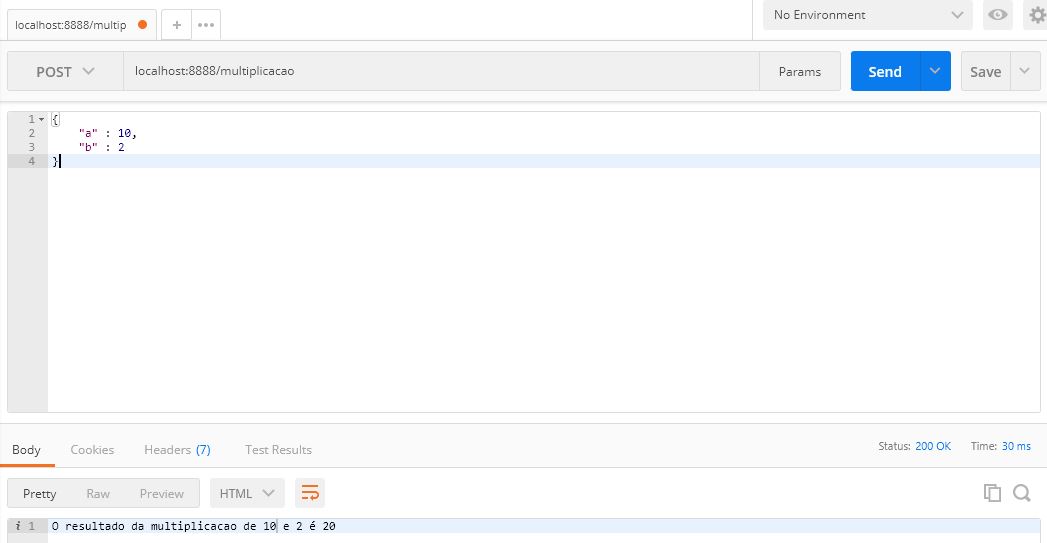 localhost:8888/multip
+
•••
No Environment
POST
localhost:8888/multiplicacao
Params
Send
Save
1 {
2 "a" : 10,
3 "b" : 2
4 }
Body
Cookies
Headers (7)
Test Results
Status: 200 OK
Time: 30 ms
Pretty
Raw
Preview
HTML
i 1 O resultado da multiplicacao de 10 e 2 é 20